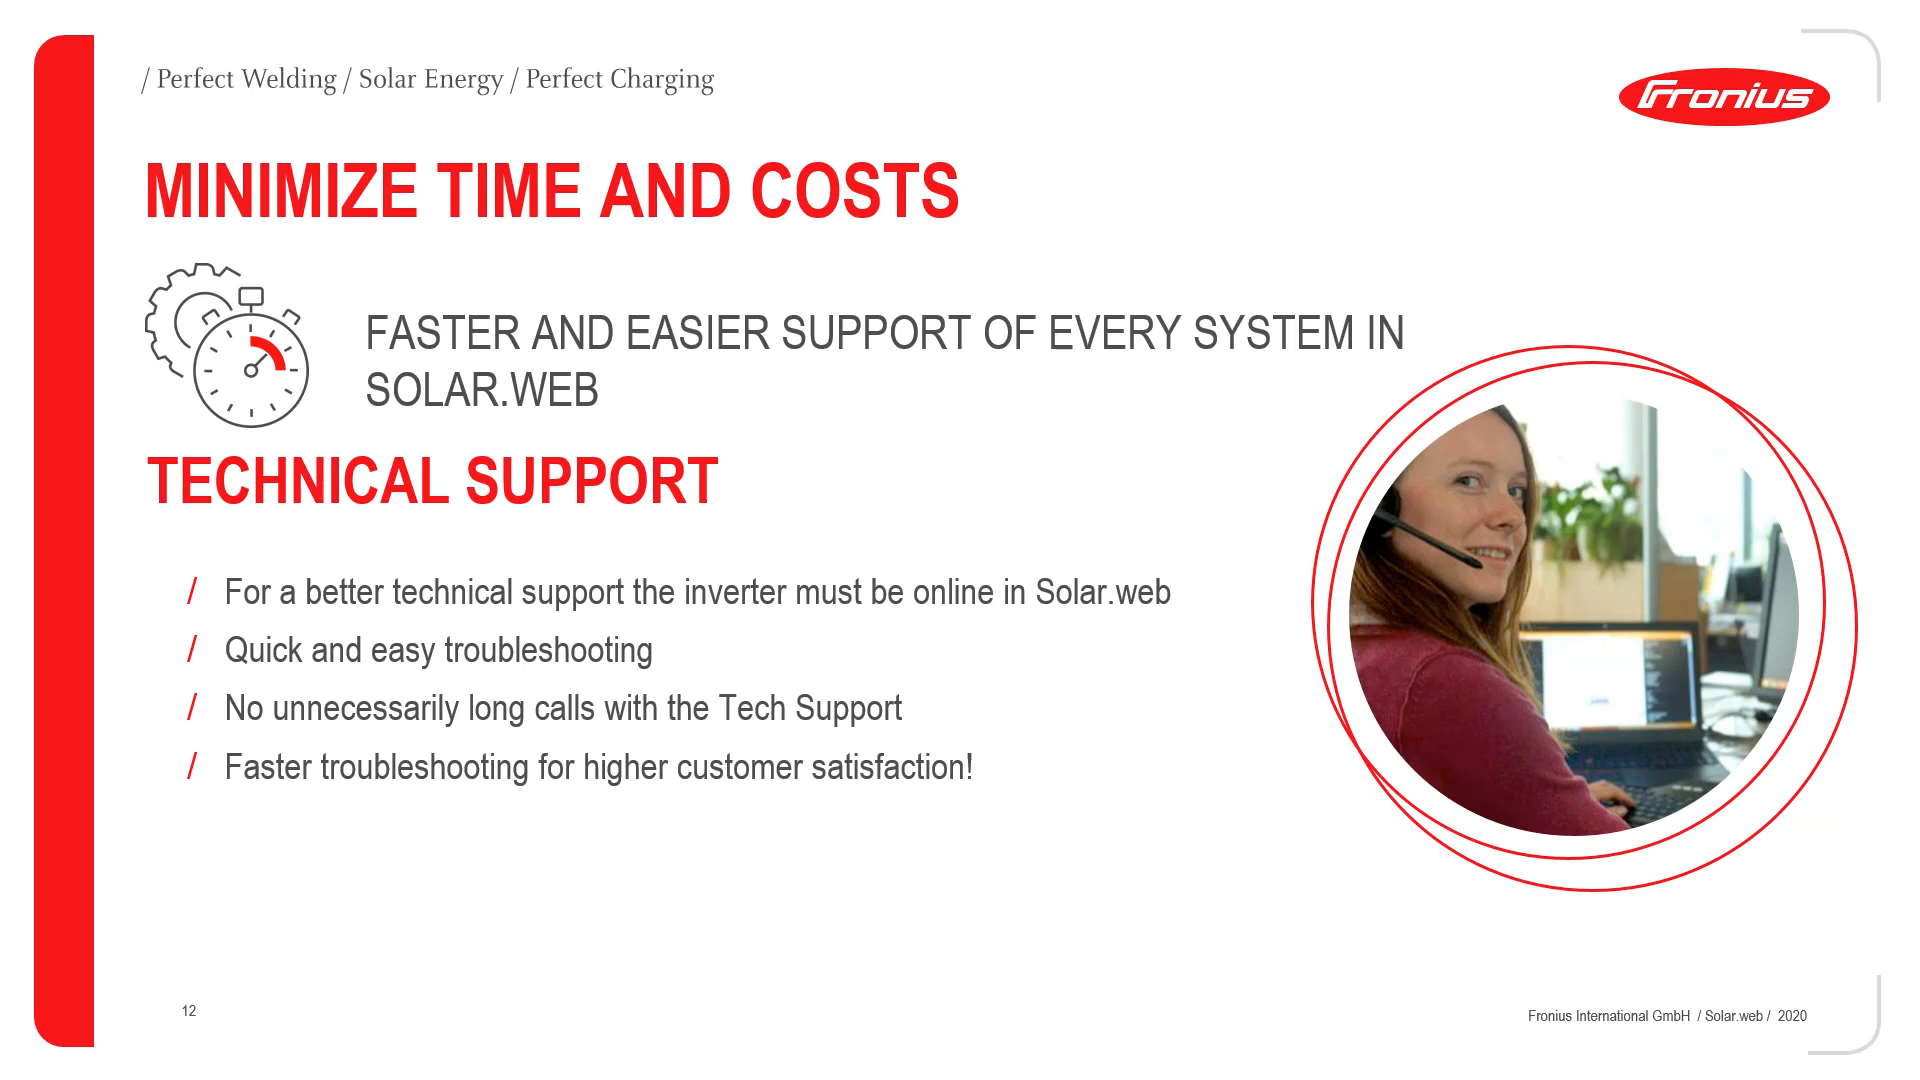 / Perfect Welding / Solar Energy / Perfect Charging
Fronius
MINIMIZE TIME AND COSTS
FASTER AND EASIER SUPPORT OF EVERY SYSTEM IN
SOLAR.WEB
TECHNICAL SUPPORT
/ For a better technical support the inverter must be online in Solar.web
/ Quick and easy troubleshooting
/ No unnecessarily long calls with the Tech Support
/ Faster troubleshooting for higher customer satisfaction!
12
Fronius International GmbH / Solar.web / 2020